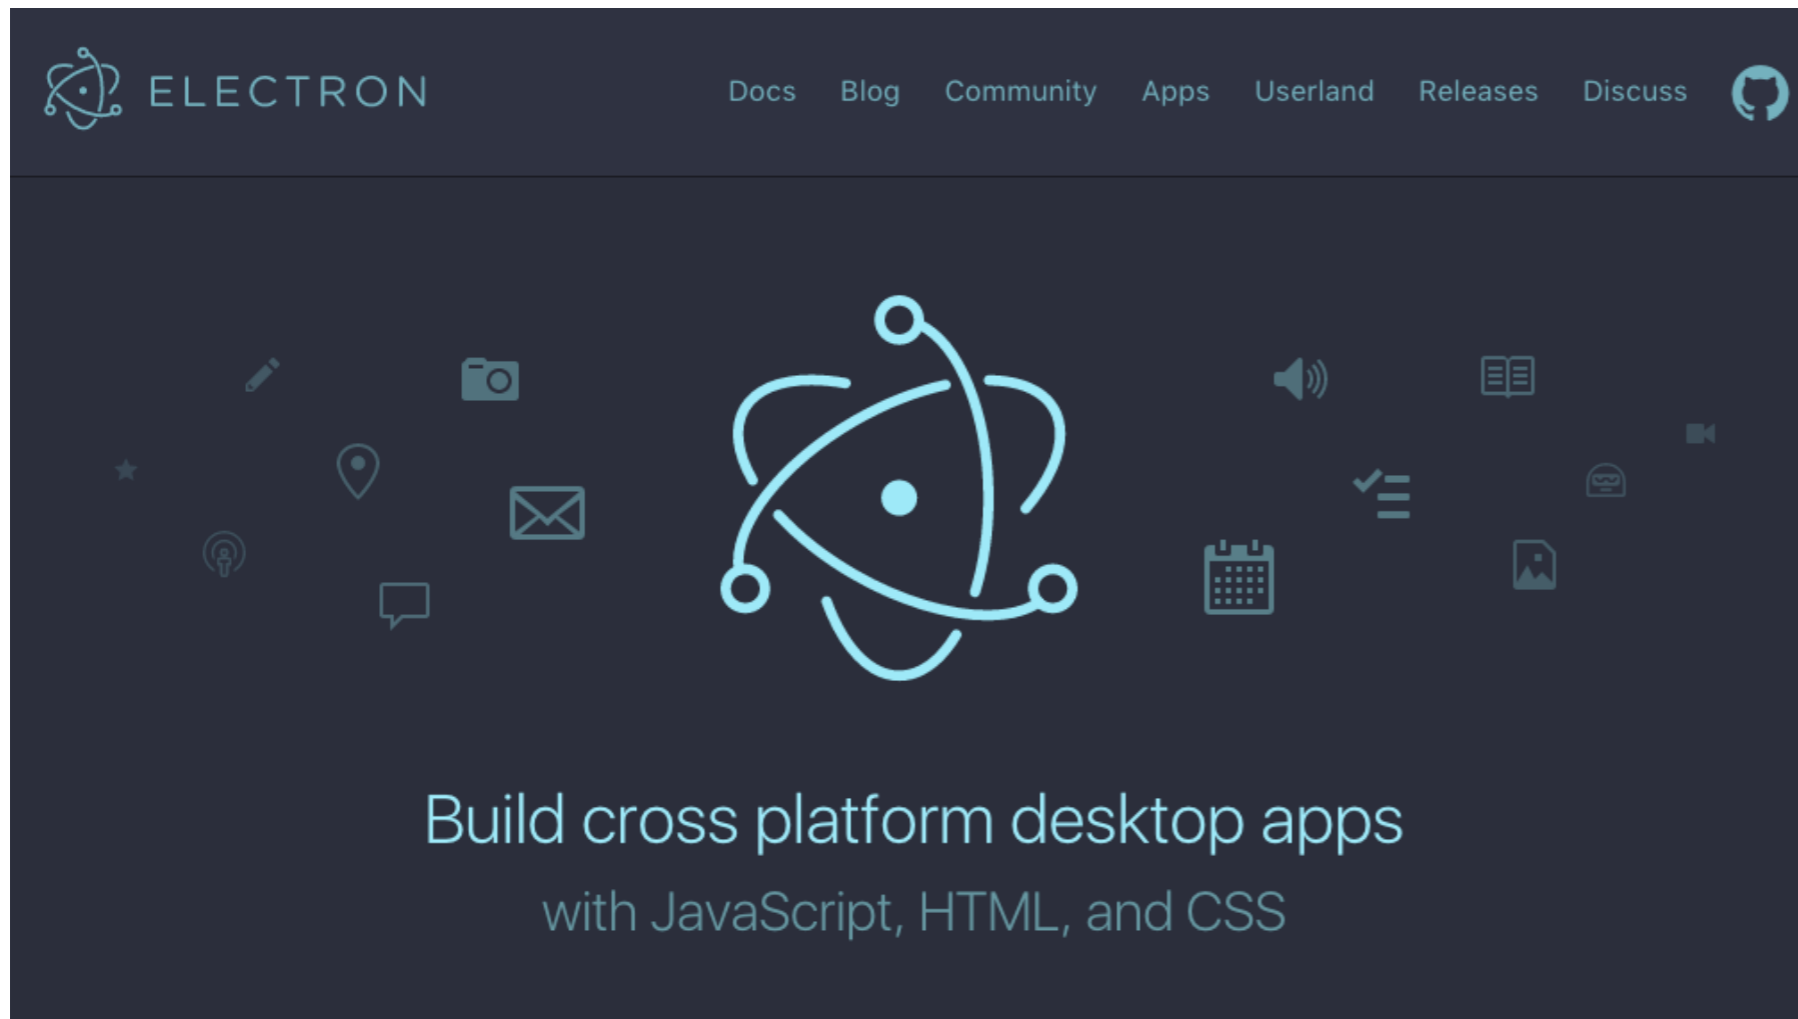 ELECTRON
Docs Blog Community Apps Userland Releases Discuss
Build cross platform desktop apps
with JavaScript, HTML, and CSS